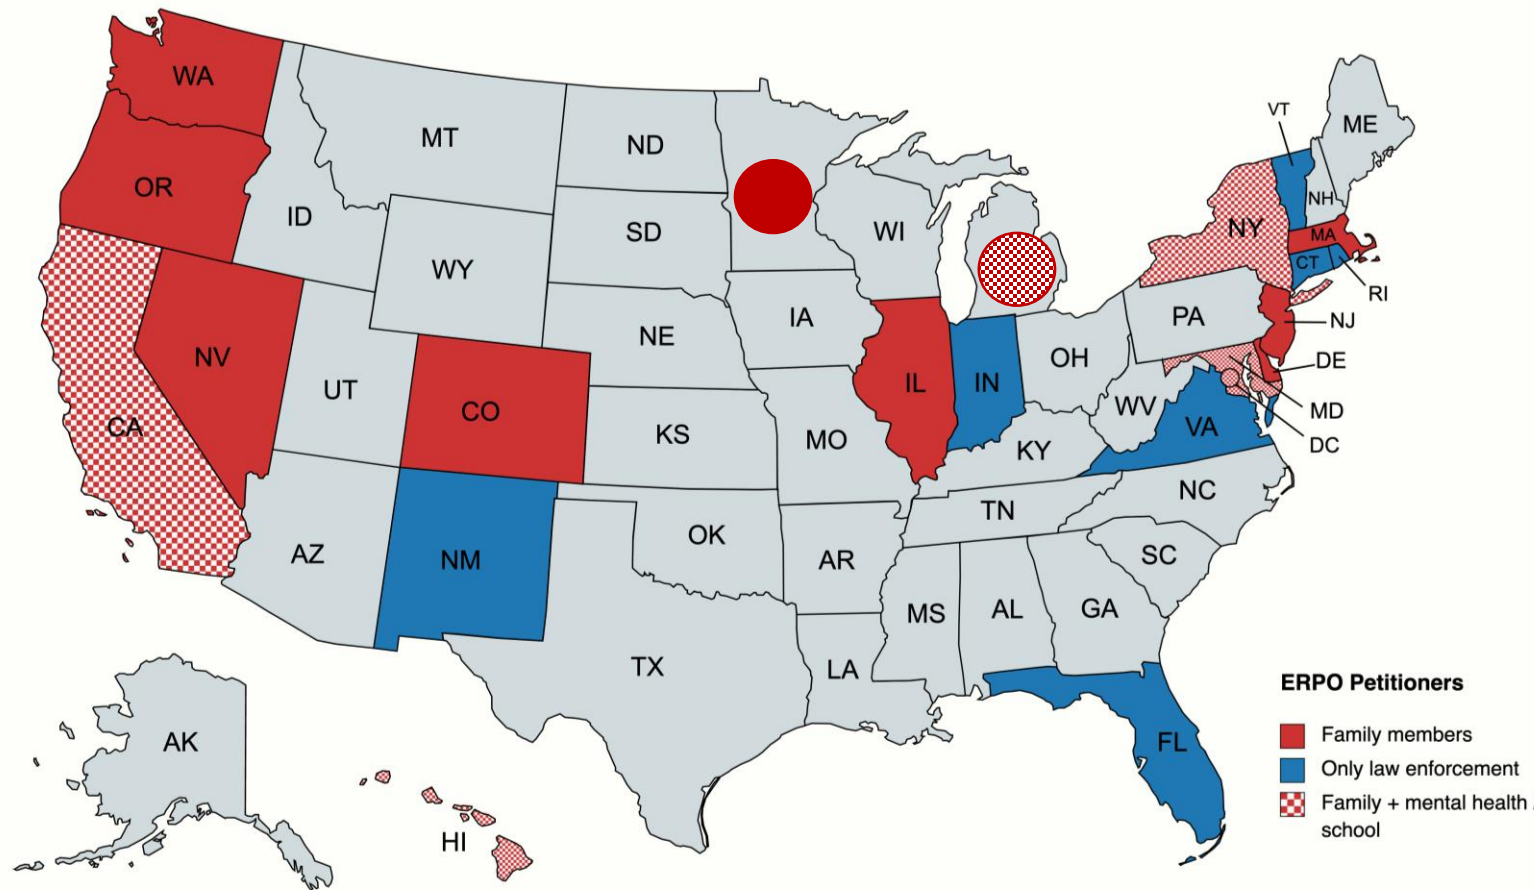 WA
OR
CA
NV
ID
MT
WY
UT
CO
AZ
NM
ND
SD
NE
KS
OK
TX
IA
MO
AR
LA
WI
IL
IN
OH
KY
TN
MS
AL
GA
FL
SC
NC
VA
WV
PA
NY
VT
NH
ME
MA
CT
RI
NJ
DE
MD
DC
AK
HI
ERPO Petitioners
Family members
Only law enforcement
Family + mental health
school